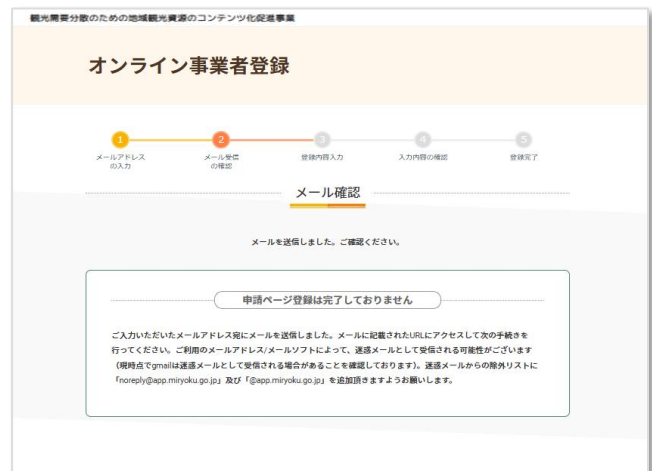 観光需要分散のための地域観光資源のコンテンツ化促進事業
オンライン事業者登録
1
2
3
4
5
メールアドレス
の入力
メール受信
の確認
登録内容入力
入力内容の確認
登録完了
メール確認
メールを送信しました。ご確認ください。
申請ページ登録は完了しておりません
ご入力いただいたメールアドレス宛にメールを送信しました。メールに記載されたURLにアクセスして次の手続きを
行ってください。ご利用のメールアドレス/メールソフトによって、迷惑メールとして受信される可能性がございます
（現時点でgmailは迷惑メールとして受信される場合があることを確認しております）。迷惑メールからの除外リストに
「noreply@app.miryoku.go.jp」及び「@app.miryoku.go.jp」を追加頂きますようお願いします。